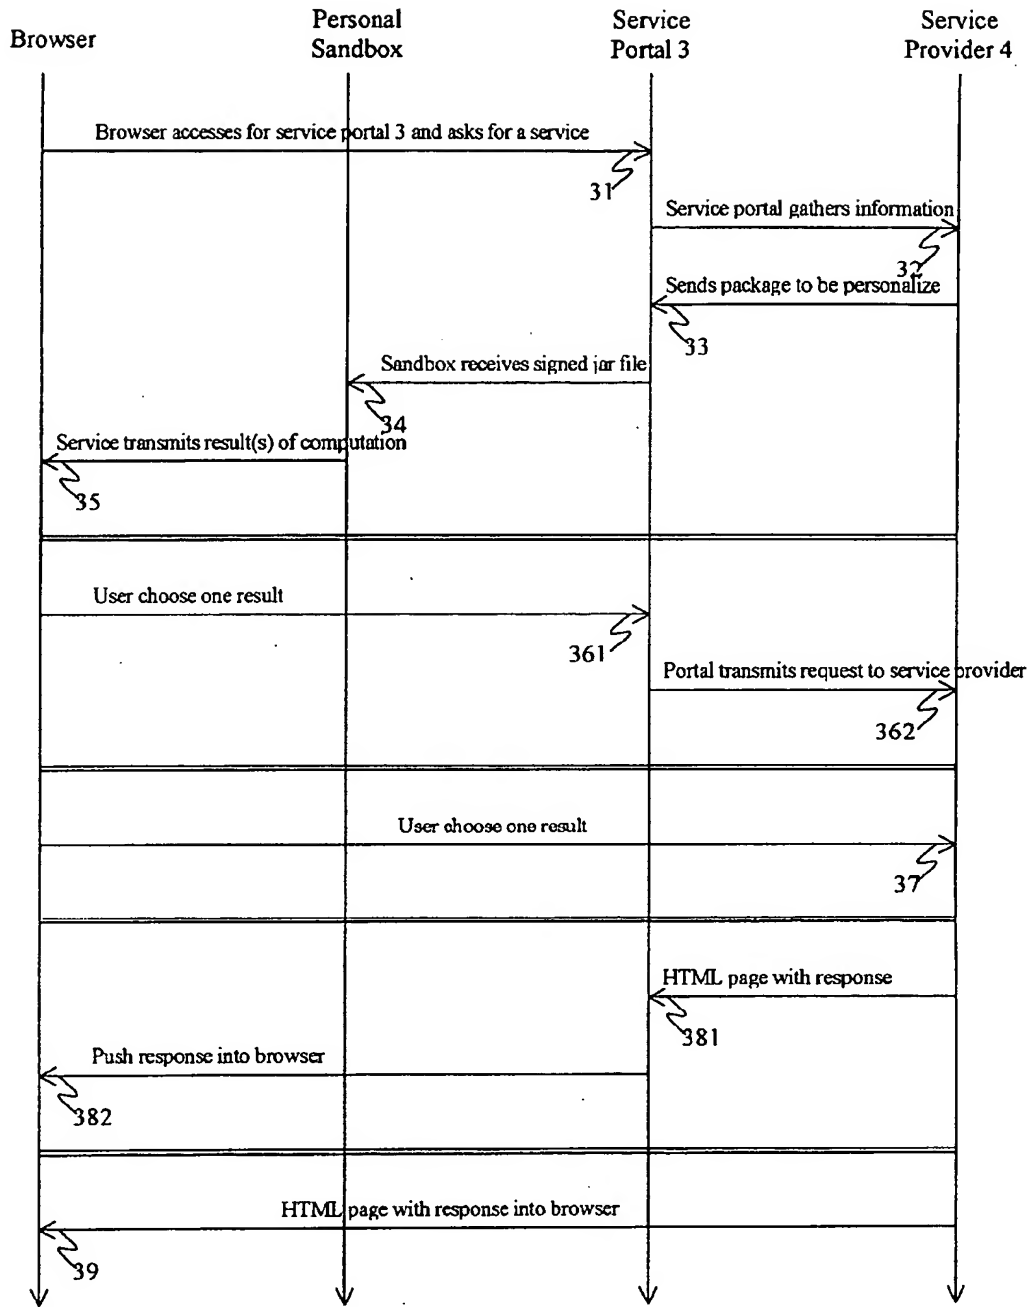 Browser
Personal
Sandbox
Service
Portal 3
Service
Provider 4
Browser accesses for service portal 3 and asks for a service
31
Service portal gathers information
32
Sends package to be personalize
33
Sandbox receives signed jar file
34
Service transmits result(s) of computation
35
User choose one result
361
Portal transmits request to service provider
362
User choose one result
37
HTML page with response
381
Push response into browser
382
HTML page with response into browser
39